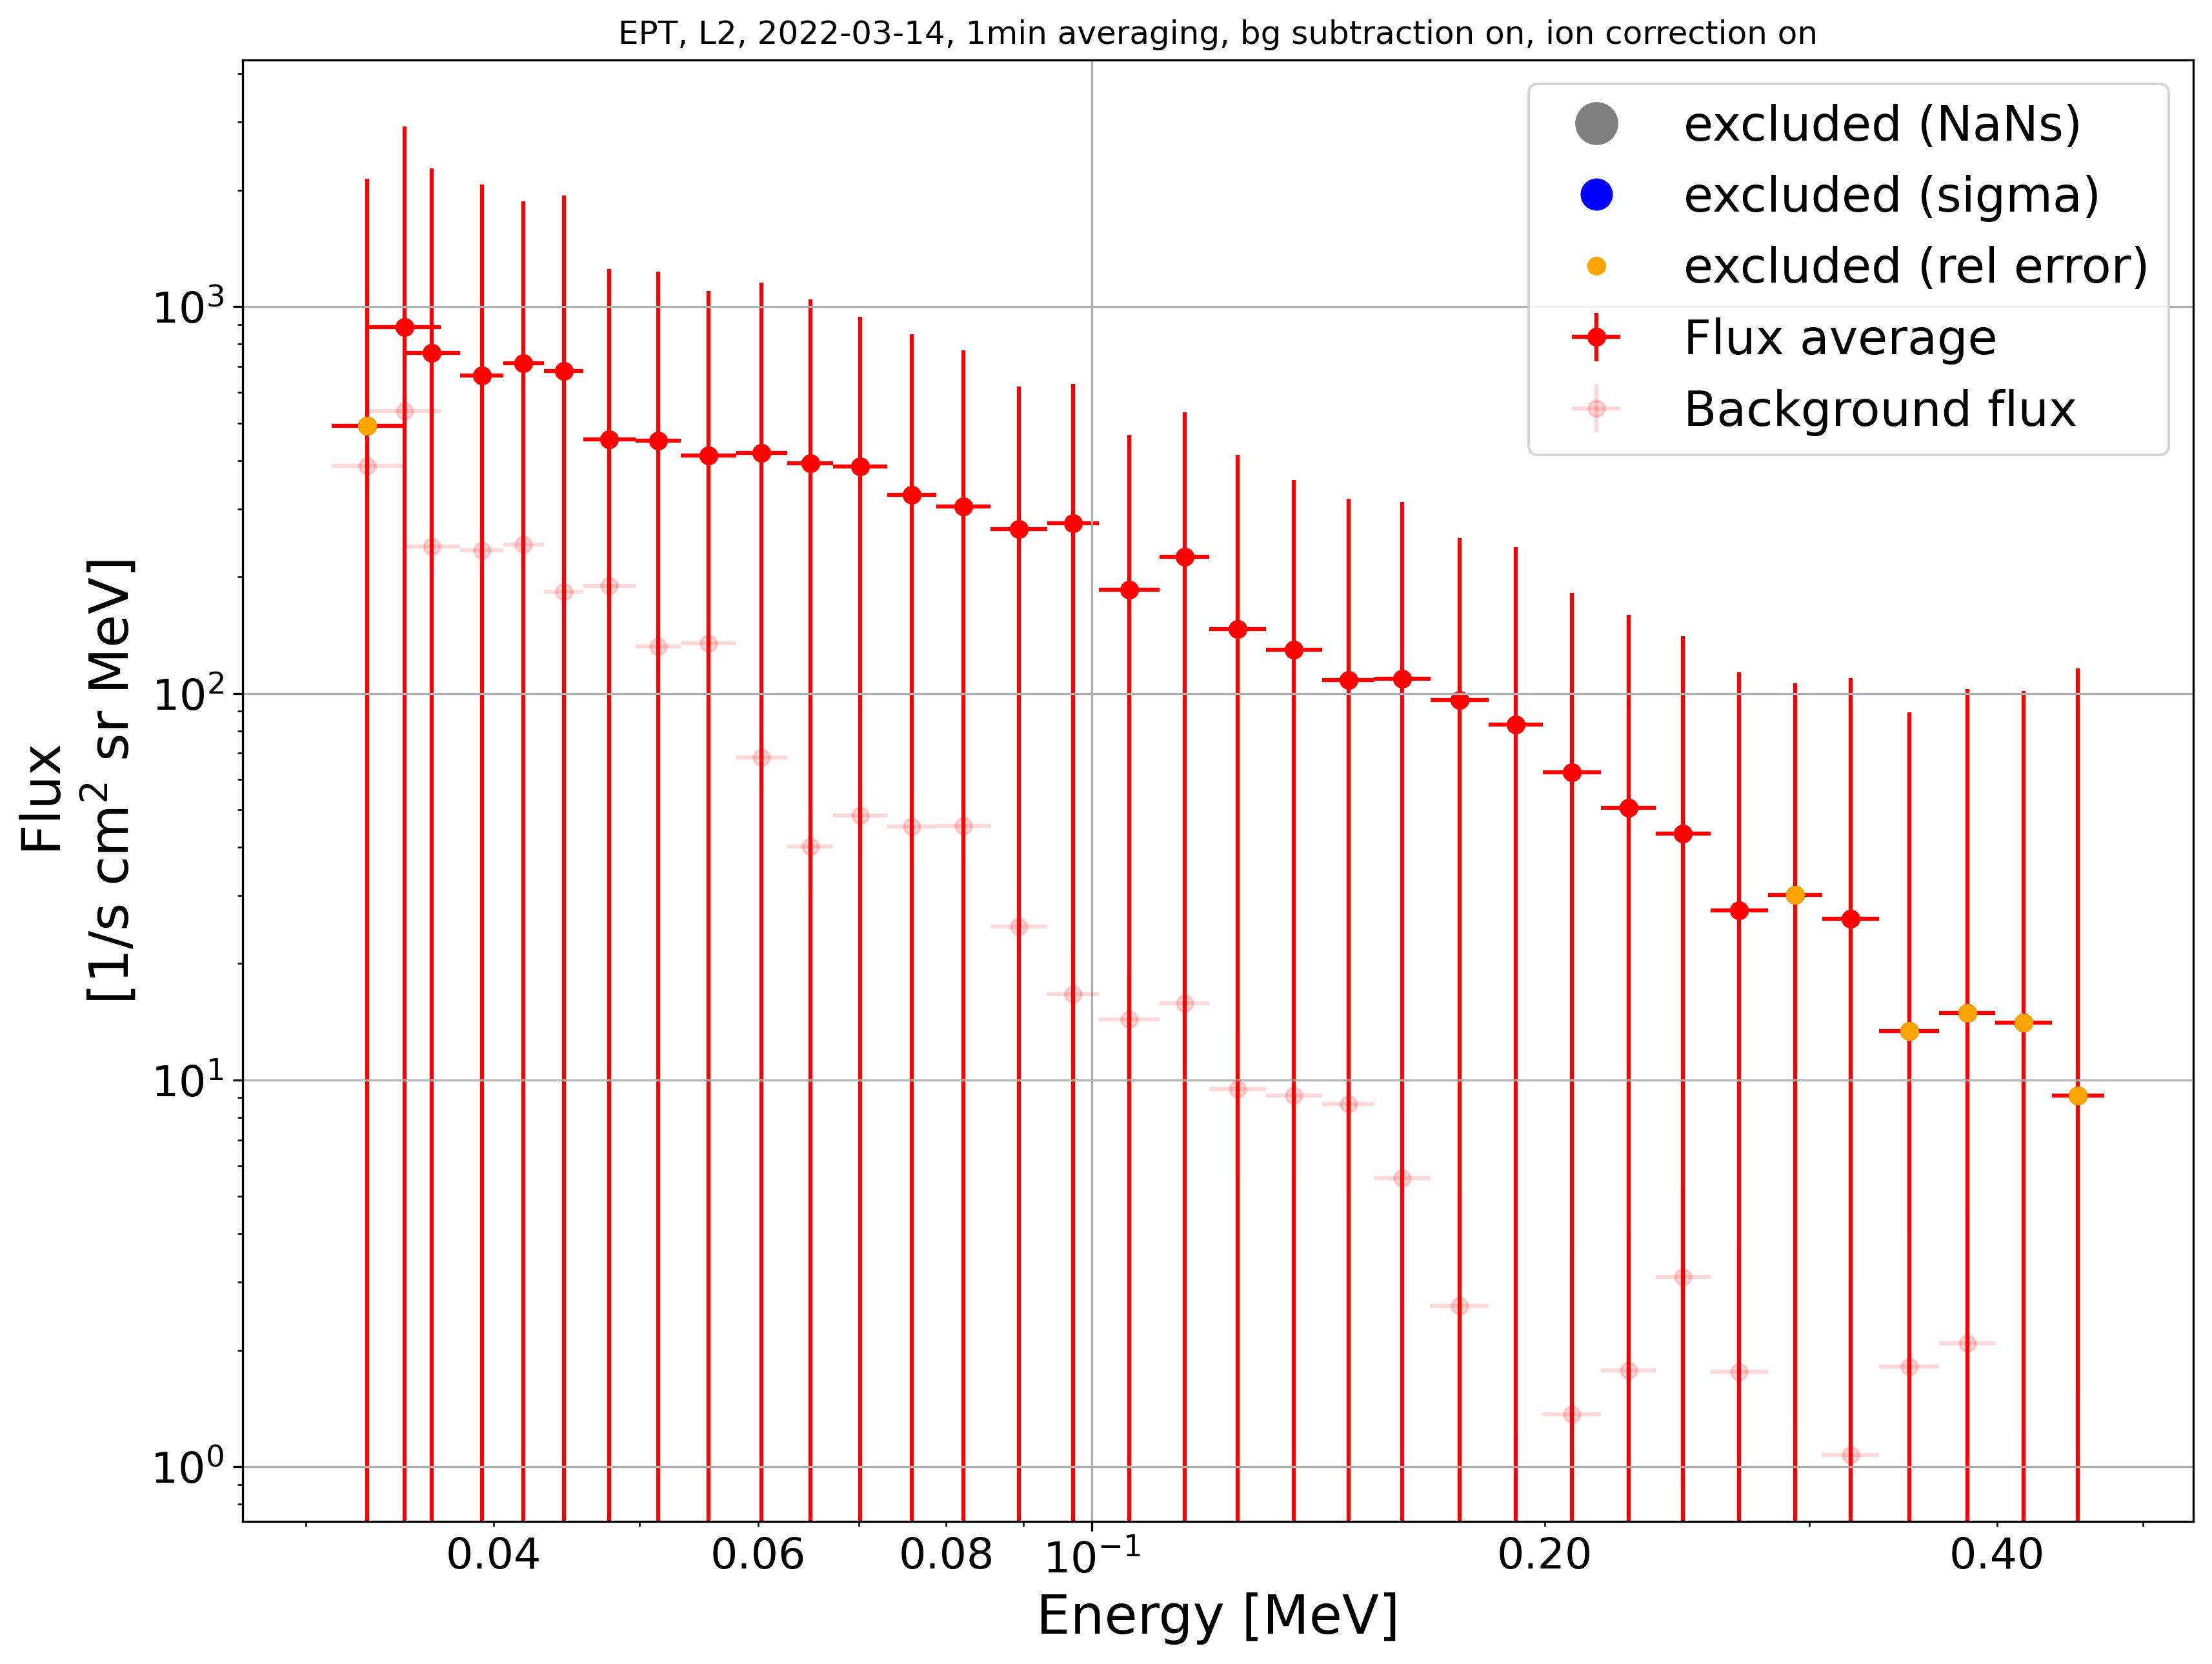 EPT, L2, 2022-03-14, 1min averaging, bg subtraction on, ion correction on
excluded (NaNs)
excluded (sigma)
excluded (rel error)
Flux average
Background flux
10³
10²
10¹
10⁰
Flux
[1/s cm² sr MeV]
0.04 0.06 0.08 10⁻¹ 0.20 0.40
Energy [MeV]